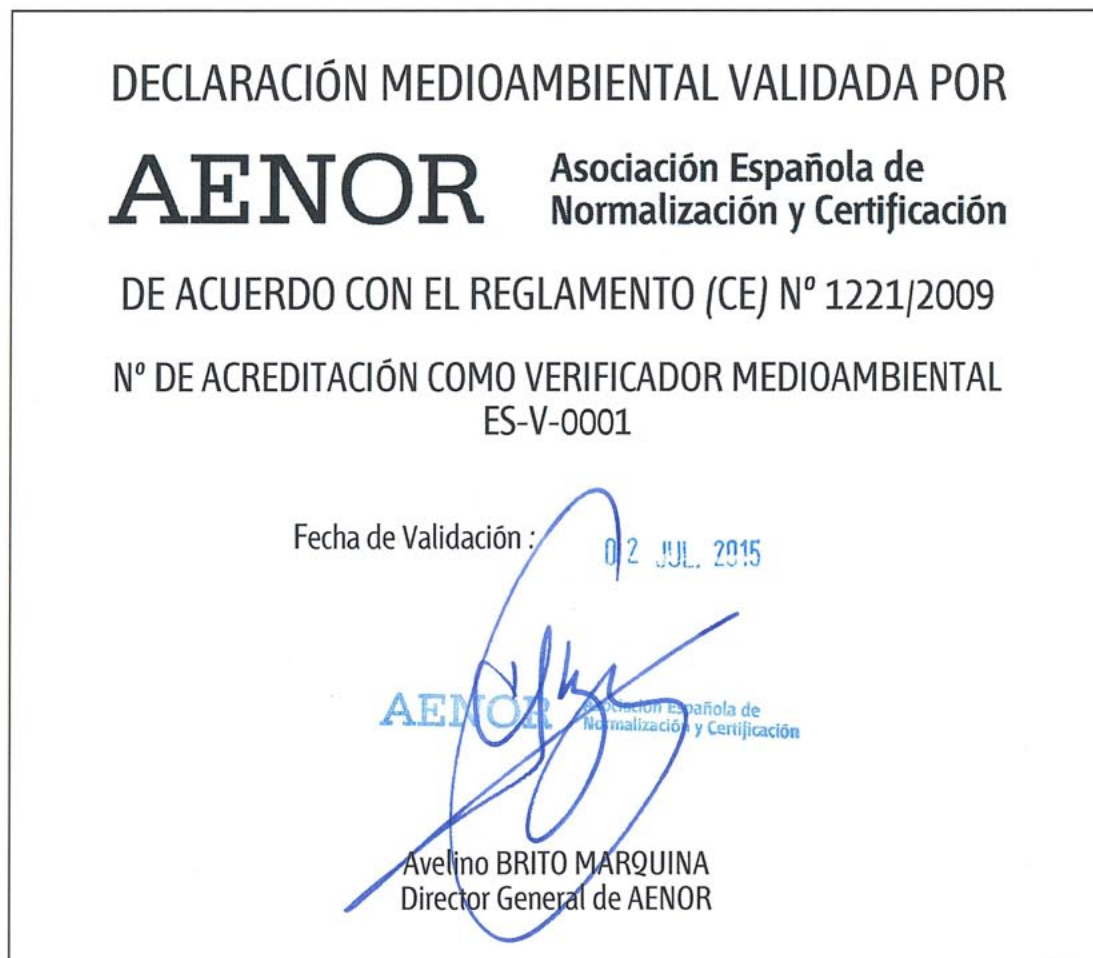 DECLARACIÓN MEDIOAMBIENTAL VALIDADA POR
AENOR
Asociación Española de
Normalización y Certificación
DE ACUERDO CON EL REGLAMENTO (CE) Nº 1221/2009
Nº DE ACREDITACIÓN COMO VERIFICADOR MEDIOAMBIENTAL
ES-V-0001
Fecha de Validación : 02 JUL. 2015
AENOR
Asociación Española de
Normalización y Certificación
Avelino BRITO MARQUINA
Director General de AENOR